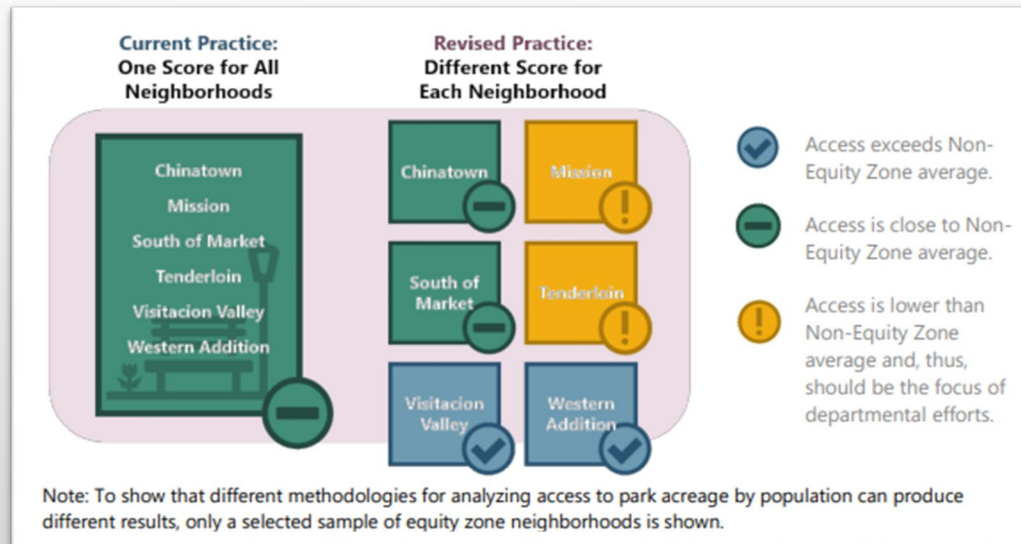 Current Practice:
One Score for All
Neighborhoods
Revised Practice:
Different Score for
Each Neighborhood
Chinatown
Mission
South of Market
Tenderloin
Visitacion Valley
Western Addition
Chinatown
Mission
South of
Market
Tenderloin
Visitacion
Valley
Western
Addition
Access exceeds Non-
Equity Zone average.
Access is close to Non-
Equity Zone average.
Access is lower than
Non-Equity Zone
average and, thus,
should be the focus of
departmental efforts.
Note: To show that different methodologies for analyzing access to park acreage by population can produce
different results, only a selected sample of equity zone neighborhoods is shown.